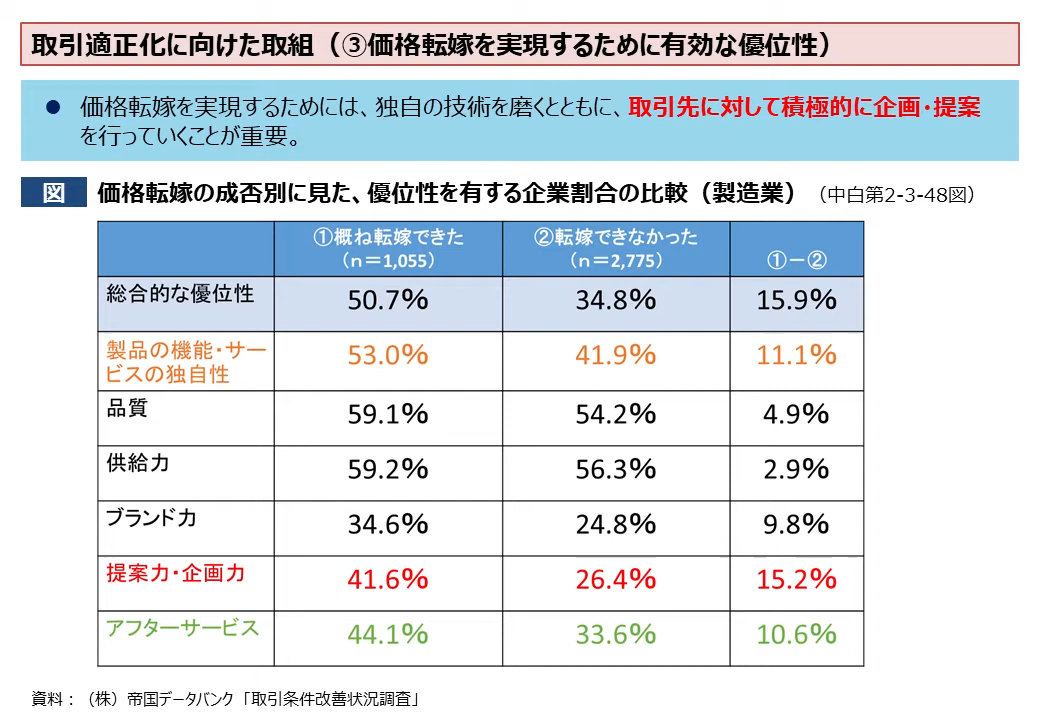 取引適正化に向けた取組（③価格転嫁を実現するために有効な優位性）
● 価格転嫁を実現するためには、独自の技術を磨くとともに、取引先に対して積極的に企画・提案
を行っていくことが重要。
図 価格転嫁の成否別に見た、優位性を有する企業割合の比較（製造業）（中白第2-3-48図）
①概ね転嫁できた ②転嫁できなかった
（ｎ＝1,055） （ｎ＝2,775） ①－②
総合的な優位性 50.7% 34.8% 15.9%
製品の機能・サー
ビスの独自性 53.0% 41.9% 11.1%
品質 59.1% 54.2% 4.9%
供給力 59.2% 56.3% 2.9%
ブランド力 34.6% 24.8% 9.8%
提案力・企画力 41.6% 26.4% 15.2%
アフターサービス 44.1% 33.6% 10.6%
資料：（株）帝国データバンク「取引条件改善状況調査」